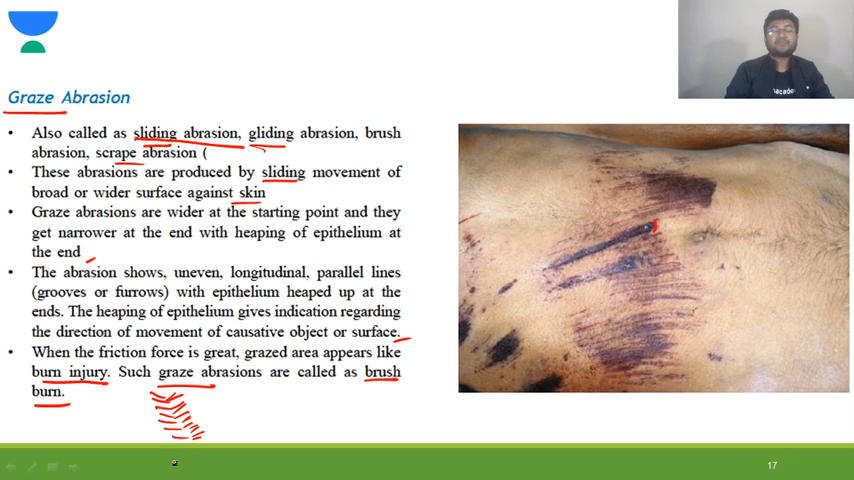 Graze Abrasion
• Also called as sliding abrasion, gliding abrasion, brush
abrasion, scrape abrasion (
• These abrasions are produced by sliding movement of
broad or wider surface against skin
• Graze abrasions are wider at the starting point and they
get narrower at the end with heaping of epithelium at
the end
• The abrasion shows, uneven, longitudinal, parallel lines
(grooves or furrows) with epithelium heaped up at the
ends. The heaping of epithelium gives indication regarding
the direction of movement of causative object or surface.
• When the friction force is great, grazed area appears like
burn injury. Such graze abrasions are called as brush
burn.
17